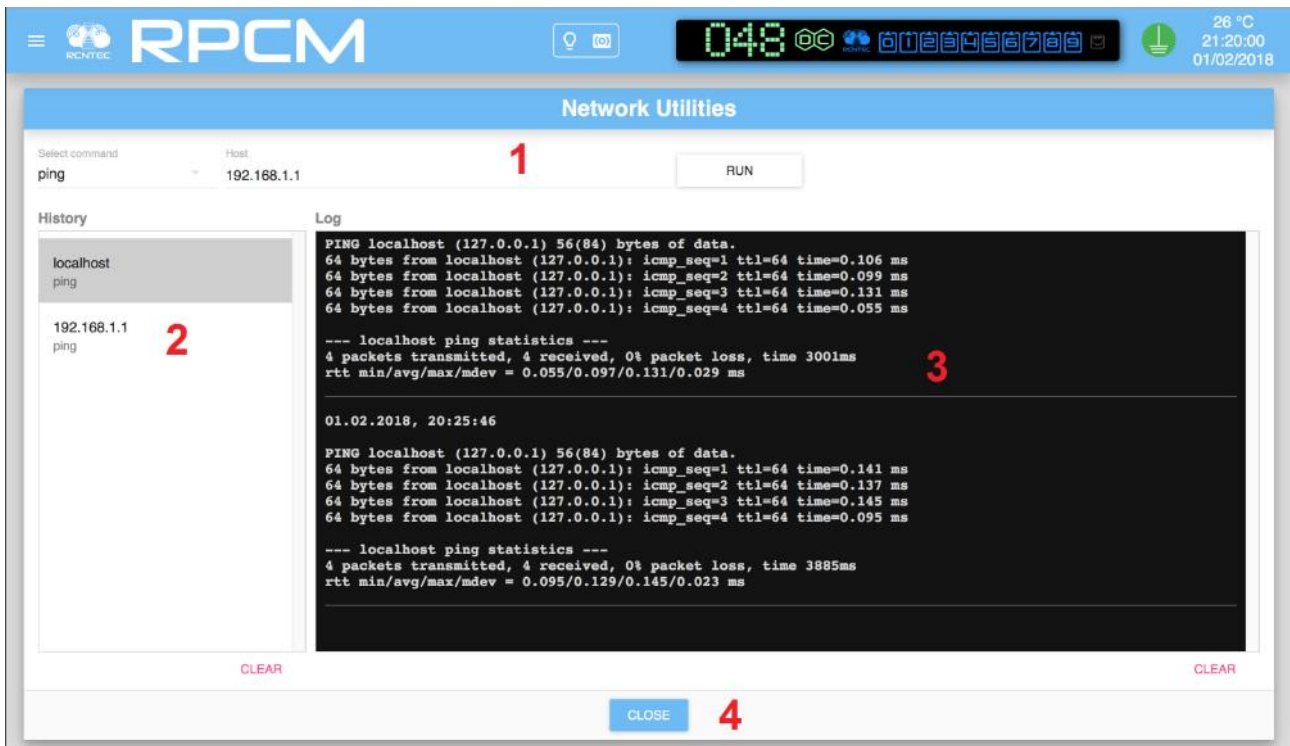 RCNTEC
RPCM
048 DC RCNTEC 0 1 2 3 4 5 6 7 8 9
26 °C
21:20:00
01/02/2018
Network Utilities
Select command
ping
Host
192.168.1.1
1
RUN
History
localhost
ping
192.168.1.1
ping
2
CLEAR
Log
PING localhost (127.0.0.1) 56(84) bytes of data.
64 bytes from localhost (127.0.0.1): icmp_seq=1 ttl=64 time=0.106 ms
64 bytes from localhost (127.0.0.1): icmp_seq=2 ttl=64 time=0.099 ms
64 bytes from localhost (127.0.0.1): icmp_seq=3 ttl=64 time=0.131 ms
64 bytes from localhost (127.0.0.1): icmp_seq=4 ttl=64 time=0.055 ms
--- localhost ping statistics ---
4 packets transmitted, 4 received, 0% packet loss, time 3001ms
rtt min/avg/max/mdev = 0.055/0.097/0.131/0.029 ms
3
01.02.2018, 20:25:46
PING localhost (127.0.0.1) 56(84) bytes of data.
64 bytes from localhost (127.0.0.1): icmp_seq=1 ttl=64 time=0.141 ms
64 bytes from localhost (127.0.0.1): icmp_seq=2 ttl=64 time=0.137 ms
64 bytes from localhost (127.0.0.1): icmp_seq=3 ttl=64 time=0.145 ms
64 bytes from localhost (127.0.0.1): icmp_seq=4 ttl=64 time=0.095 ms
--- localhost ping statistics ---
4 packets transmitted, 4 received, 0% packet loss, time 3885ms
rtt min/avg/max/mdev = 0.095/0.129/0.145/0.023 ms
CLEAR
CLOSE
4